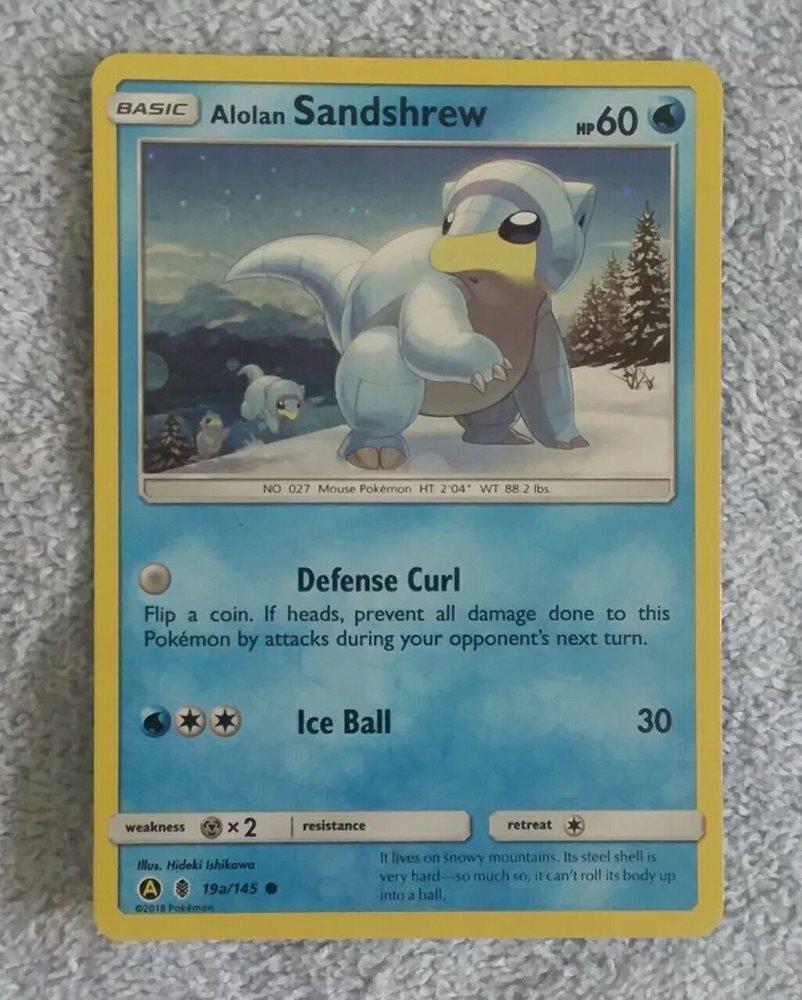 BASIC Alolan Sandshrew HP 60
NO 027 Mouse Pokémon HT 2'04" WT 88.2 lbs.
Defense Curl
Flip a coin. If heads, prevent all damage done to this
Pokémon by attacks during your opponent's next turn.
Ice Ball 30
weakness ×2 resistance retreat
Illus. Hideki Ishikawa
A 19a/145
©2018 Pokémon
It lives on snowy mountains. Its steel shell is
very hard—so much so, it can't roll its body up
into a ball.